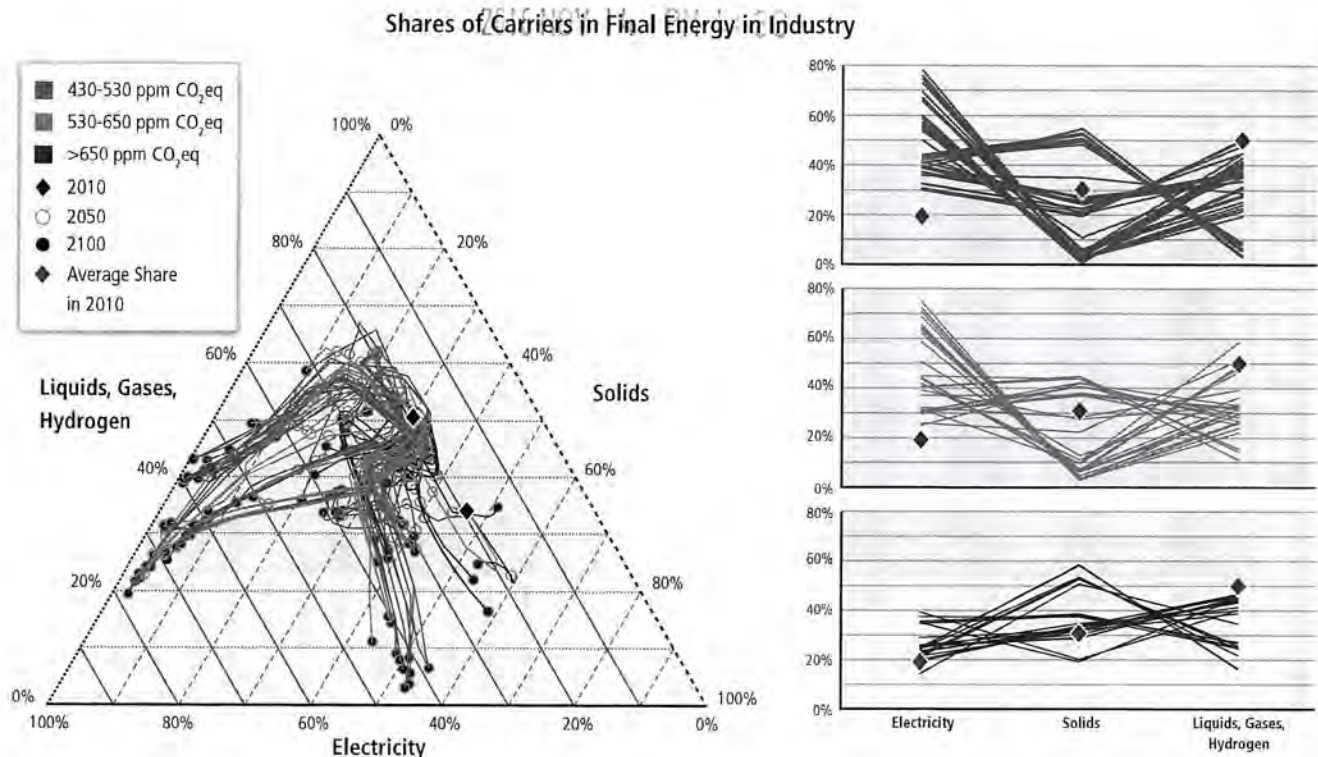 Shares of Carriers in Final Energy in Industry
430-530 ppm CO₂eq
530-650 ppm CO₂eq
>650 ppm CO₂eq
2010
2050
2100
Average Share
in 2010
100% 0%
80% 20%
60% 40%
Liquids, Gases,
Hydrogen
Solids
40% 60%
20% 80%
0% 100%
100% 80% 60% 40% 20% 0%
Electricity
80%
60%
40%
20%
0%
80%
60%
40%
20%
0%
80%
60%
40%
20%
0%
Electricity Solids Liquids, Gases,
Hydrogen